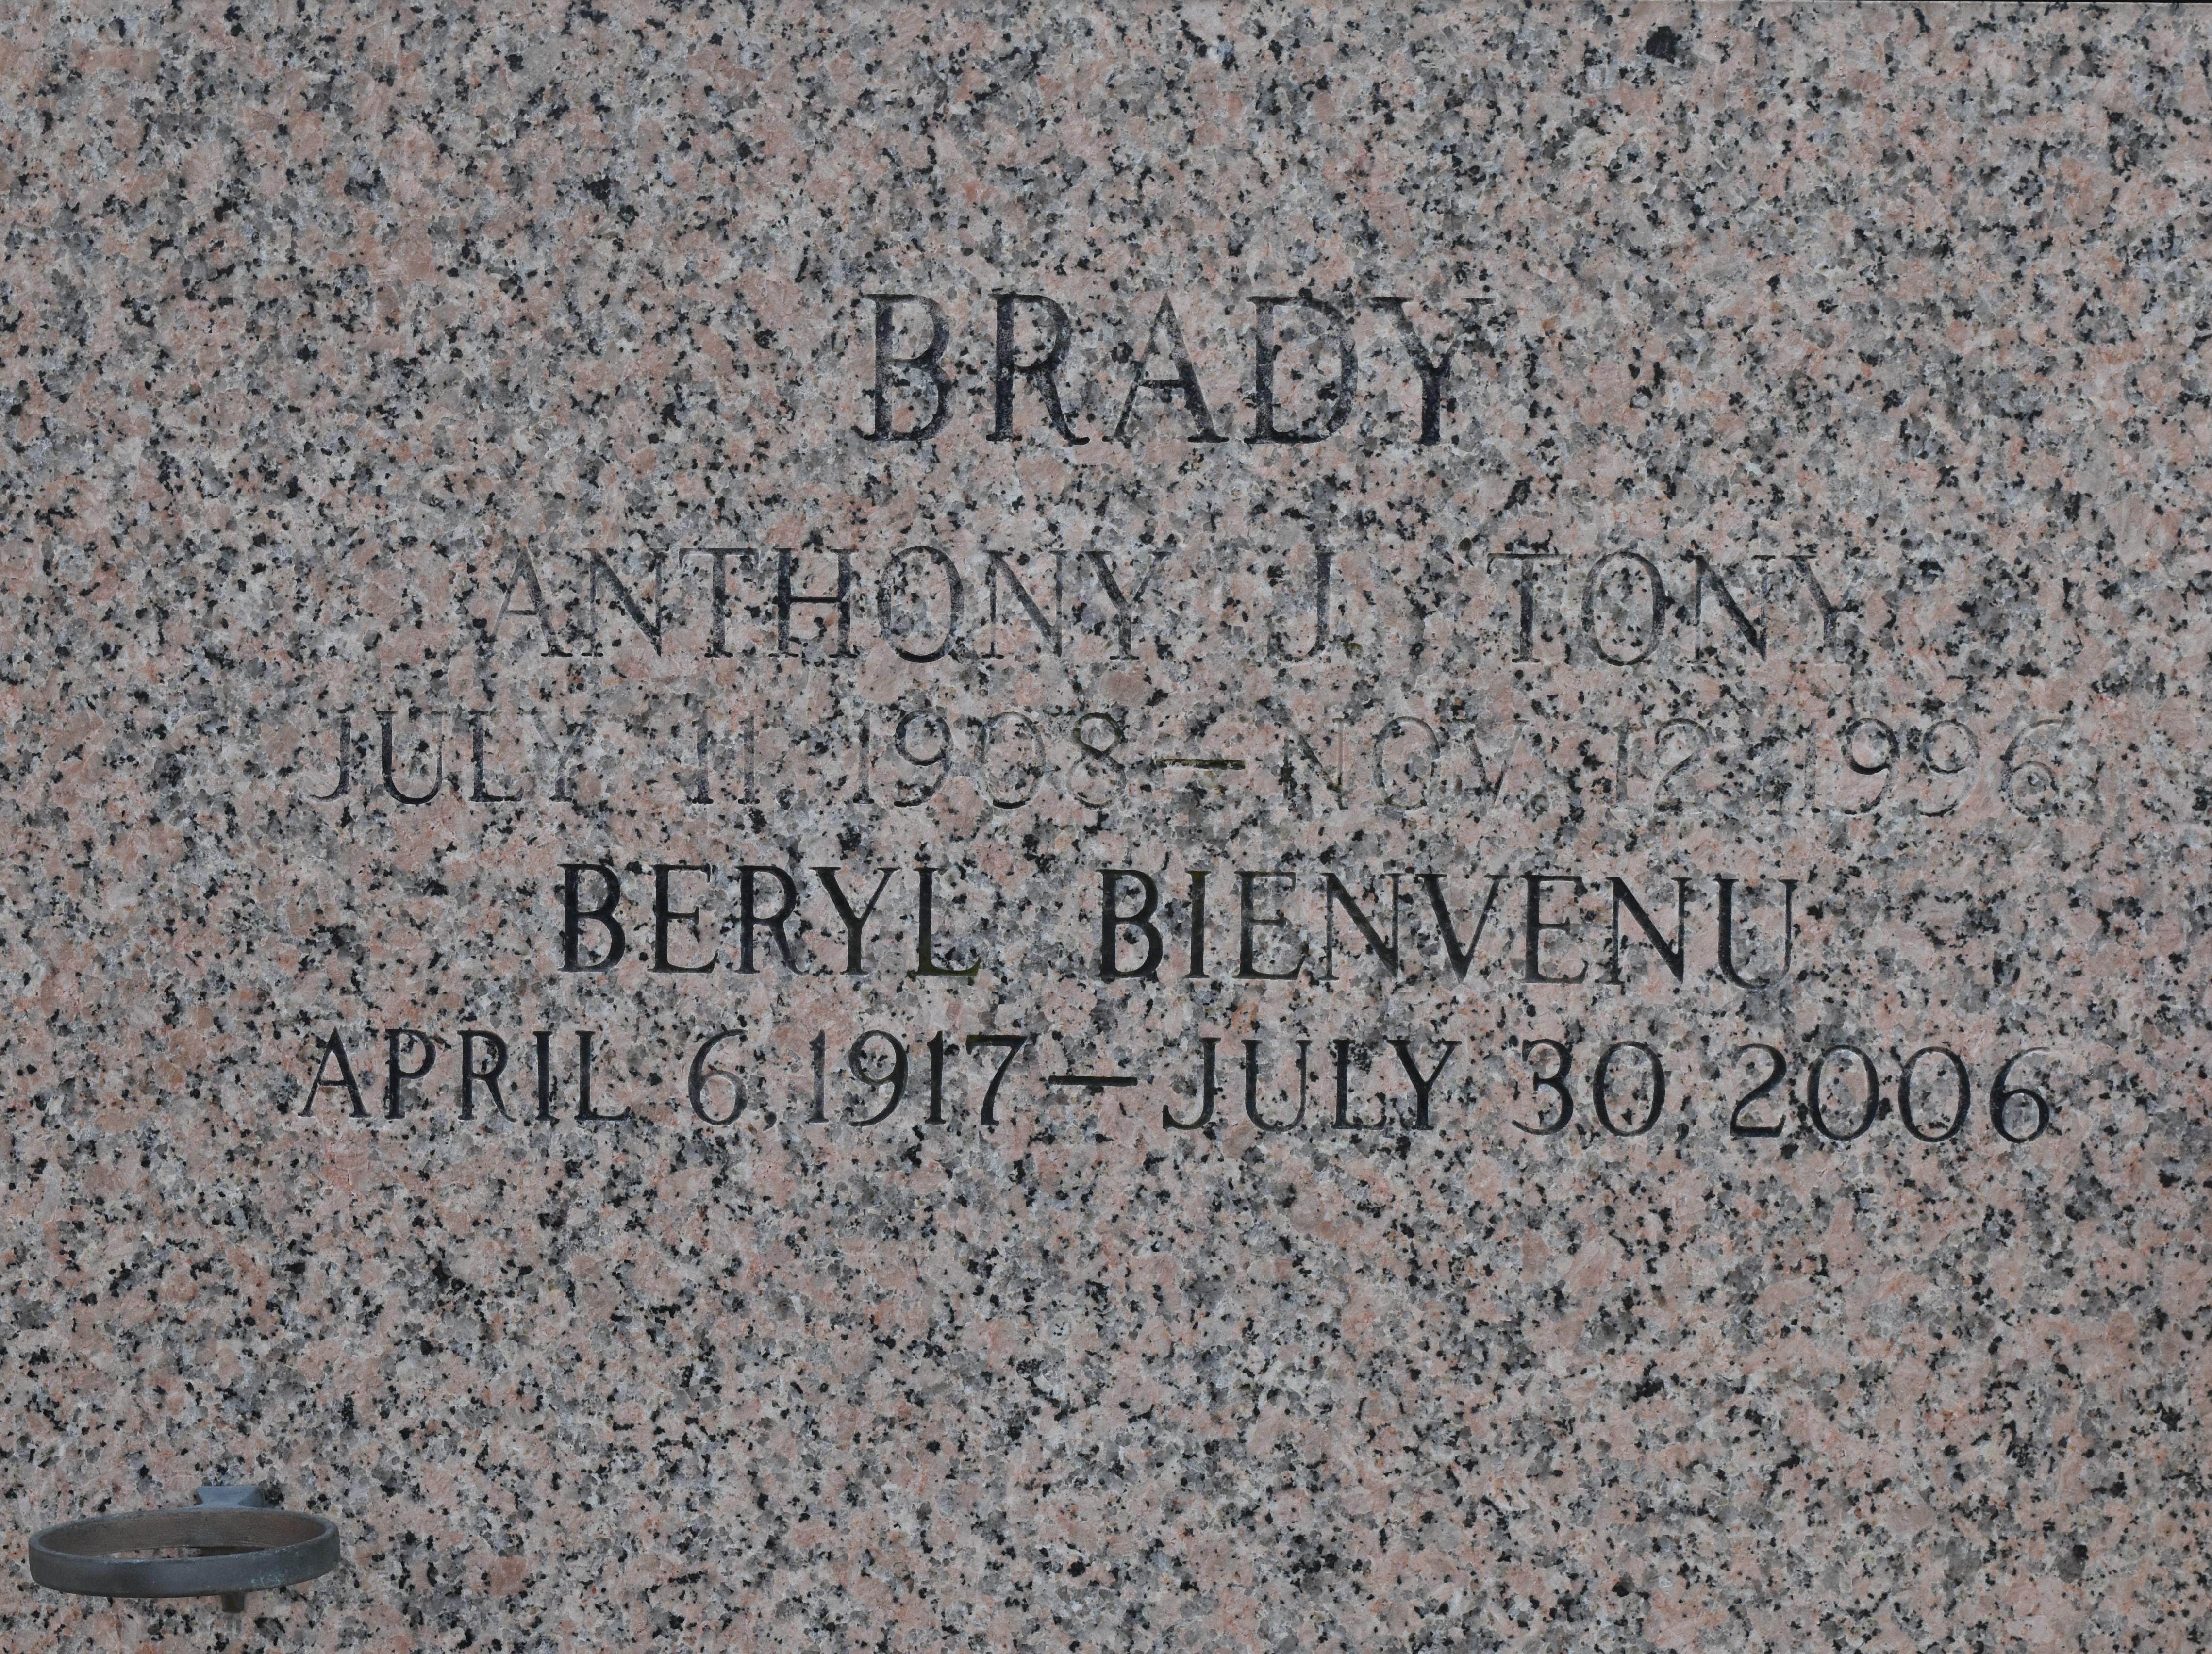 BRADY
ANTHONY J. "TONY"
JULY 11, 1908—NOV. 12, 1996
BERYL BIENVENU
APRIL 6, 1917—JULY 30, 2006